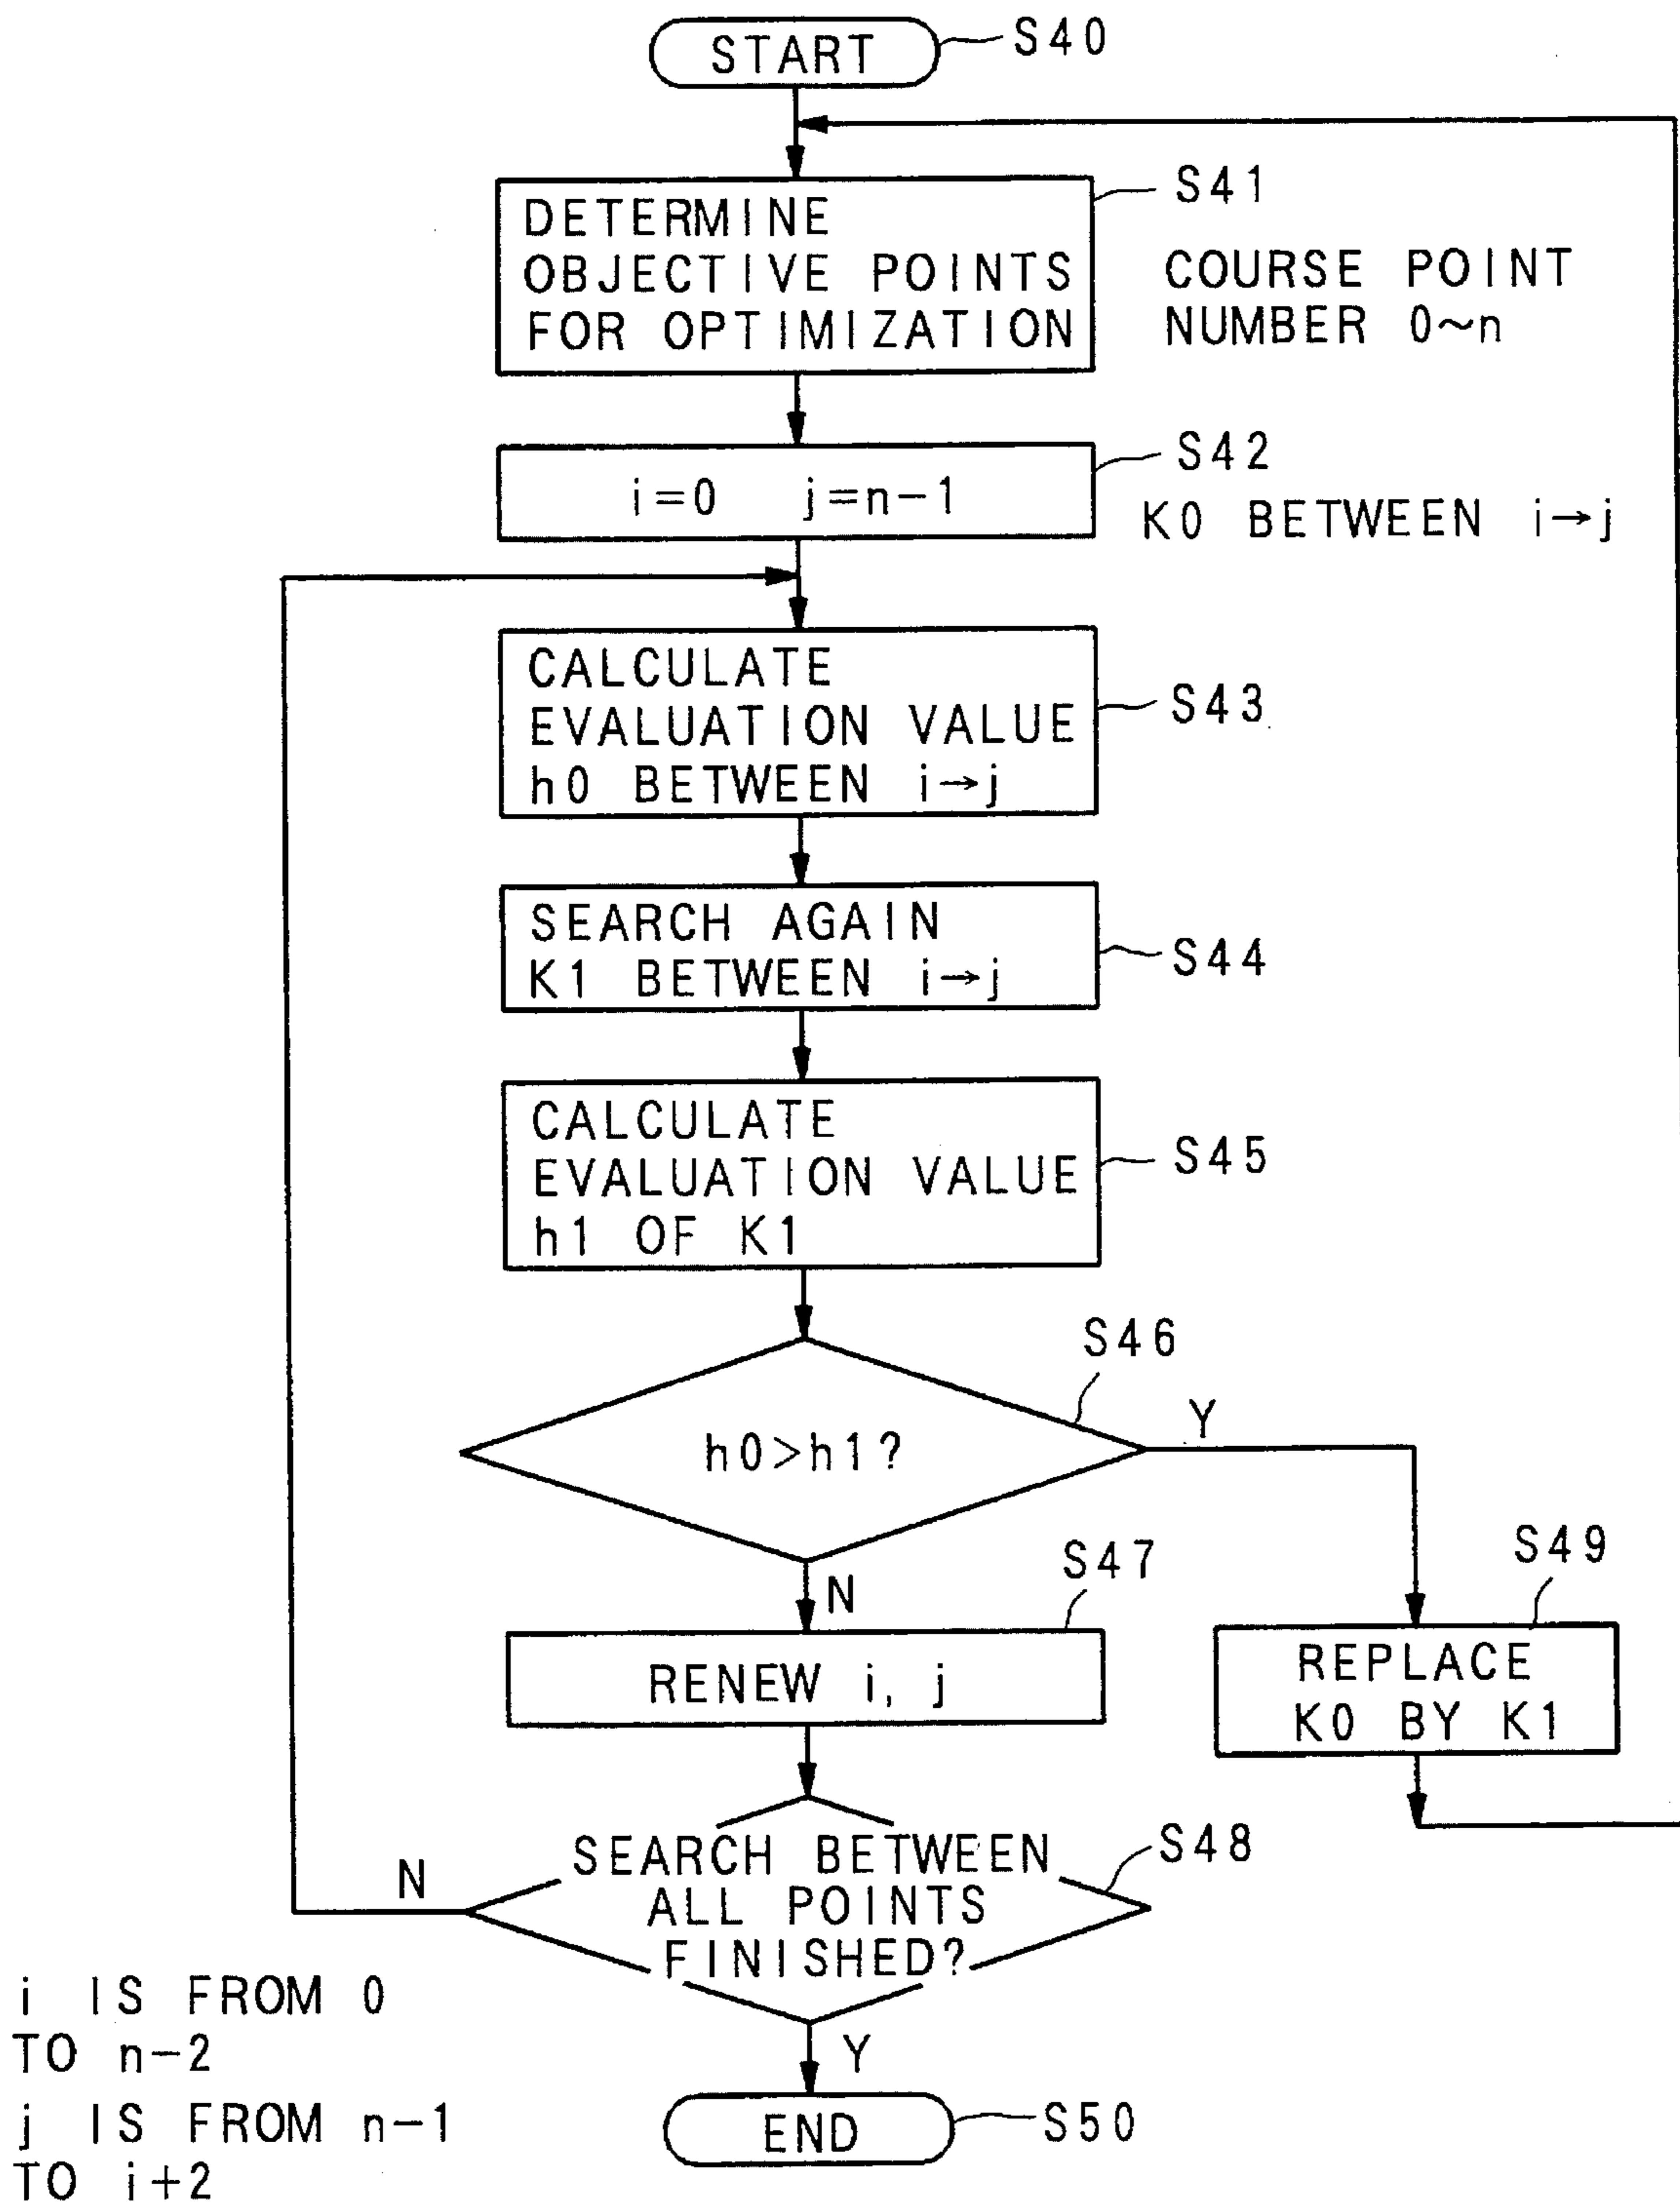 START
S40
DETERMINE
OBJECTIVE POINTS
FOR OPTIMIZATION
S41
COURSE POINT
NUMBER 0~n
i=0 j=n-1
S42
K0 BETWEEN i→j
CALCULATE
EVALUATION VALUE
h0 BETWEEN i→j
S43
SEARCH AGAIN
K1 BETWEEN i→j
S44
CALCULATE
EVALUATION VALUE
h1 OF K1
S45
h0>h1?
S46
Y
N
RENEW i, j
S47
REPLACE
K0 BY K1
S49
SEARCH BETWEEN
ALL POINTS
FINISHED?
S48
N
Y
i IS FROM 0
TO n-2
j IS FROM n-1
TO i+2
END
S50